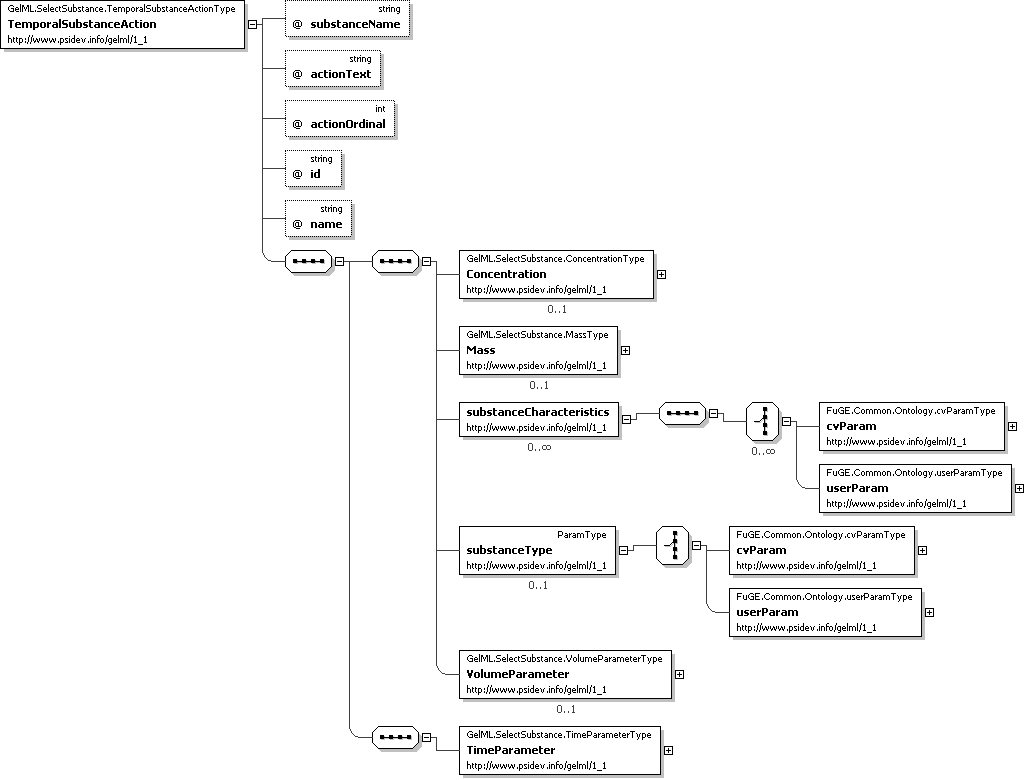 GelML.SelectSubstance.TemporalSubstanceActionType
TemporalSubstanceAction
http://www.psidev.info/gelml/1_1
string
@ substanceName
string
@ actionText
int
@ actionOrdinal
string
@ id
string
@ name
GelML.SelectSubstance.ConcentrationType
Concentration
http://www.psidev.info/gelml/1_1
0..1
GelML.SelectSubstance.MassType
Mass
http://www.psidev.info/gelml/1_1
0..1
substanceCharacteristics
http://www.psidev.info/gelml/1_1
0..∞
0..∞
FuGE.Common.Ontology.cvParamType
cvParam
http://www.psidev.info/gelml/1_1
FuGE.Common.Ontology.userParamType
userParam
http://www.psidev.info/gelml/1_1
ParamType
substanceType
http://www.psidev.info/gelml/1_1
0..1
FuGE.Common.Ontology.cvParamType
cvParam
http://www.psidev.info/gelml/1_1
FuGE.Common.Ontology.userParamType
userParam
http://www.psidev.info/gelml/1_1
GelML.SelectSubstance.VolumeParameterType
VolumeParameter
http://www.psidev.info/gelml/1_1
0..1
GelML.SelectSubstance.TimeParameterType
TimeParameter
http://www.psidev.info/gelml/1_1